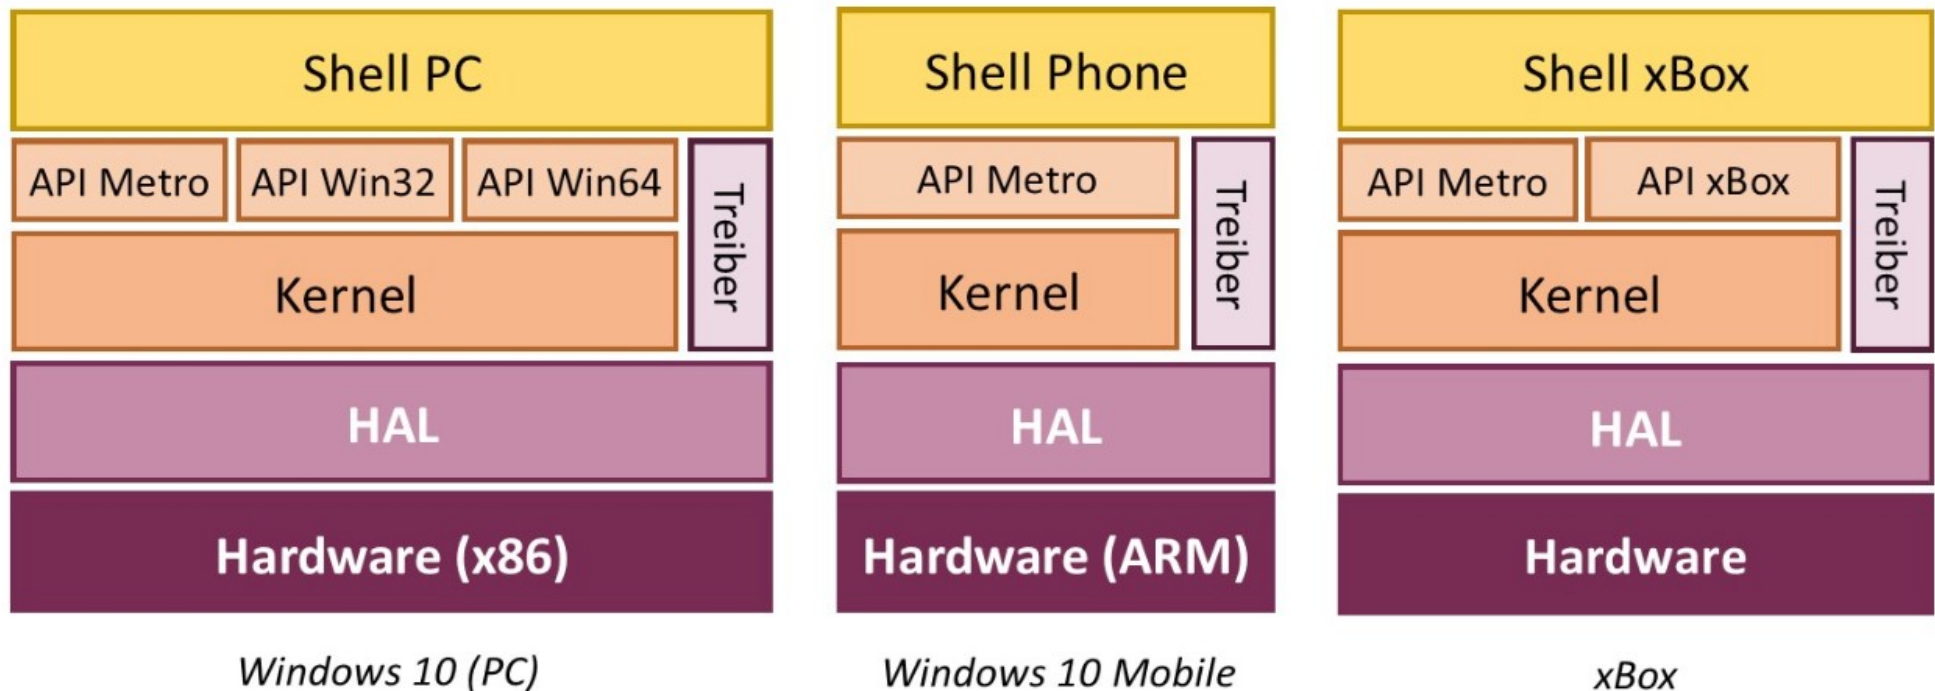 Shell PC
API Metro
API Win32
API Win64
Treiber
Kernel
HAL
Hardware (x86)
Windows 10 (PC)
Shell Phone
API Metro
Treiber
Kernel
HAL
Hardware (ARM)
Windows 10 Mobile
Shell xBox
API Metro
API xBox
Treiber
Kernel
HAL
Hardware
xBox